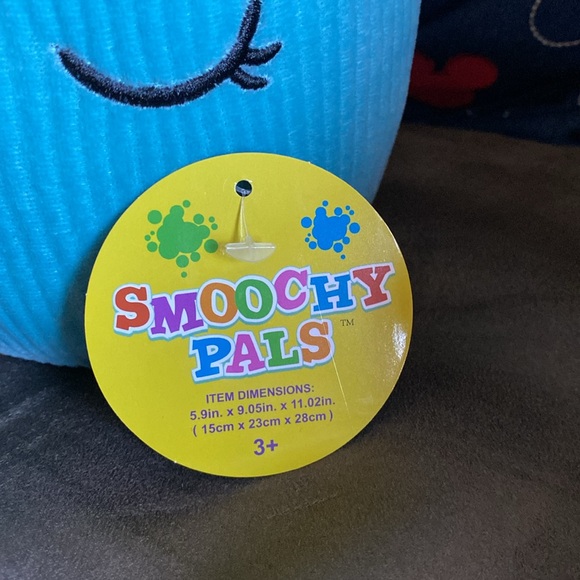 SMOOCHY
PALS™
ITEM DIMENSIONS:
5.9in. x 9.05in. x 11.02in.
( 15cm x 23cm x 28cm )
3+